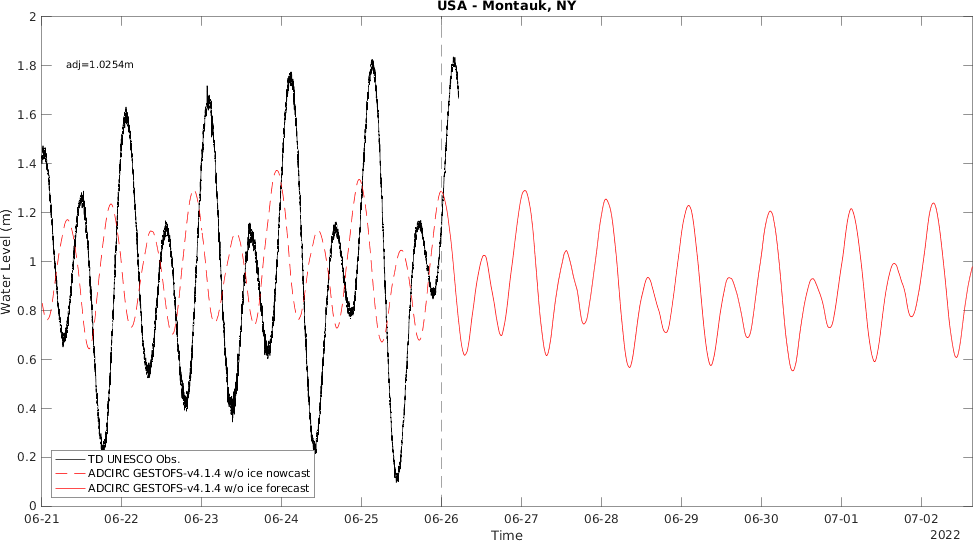 USA - Montauk, NY
2
1.8
1.6
1.4
1.2
1
0.8
0.6
0.4
0.2
0
Water Level (m)
adj=1.0254m
TD UNESCO Obs.
ADCIRC GESTOFS-v4.1.4 w/o ice nowcast
ADCIRC GESTOFS-v4.1.4 w/o ice forecast
06-21 06-22 06-23 06-24 06-25 06-26 06-27 06-28 06-29 06-30 07-01 07-02
Time
2022